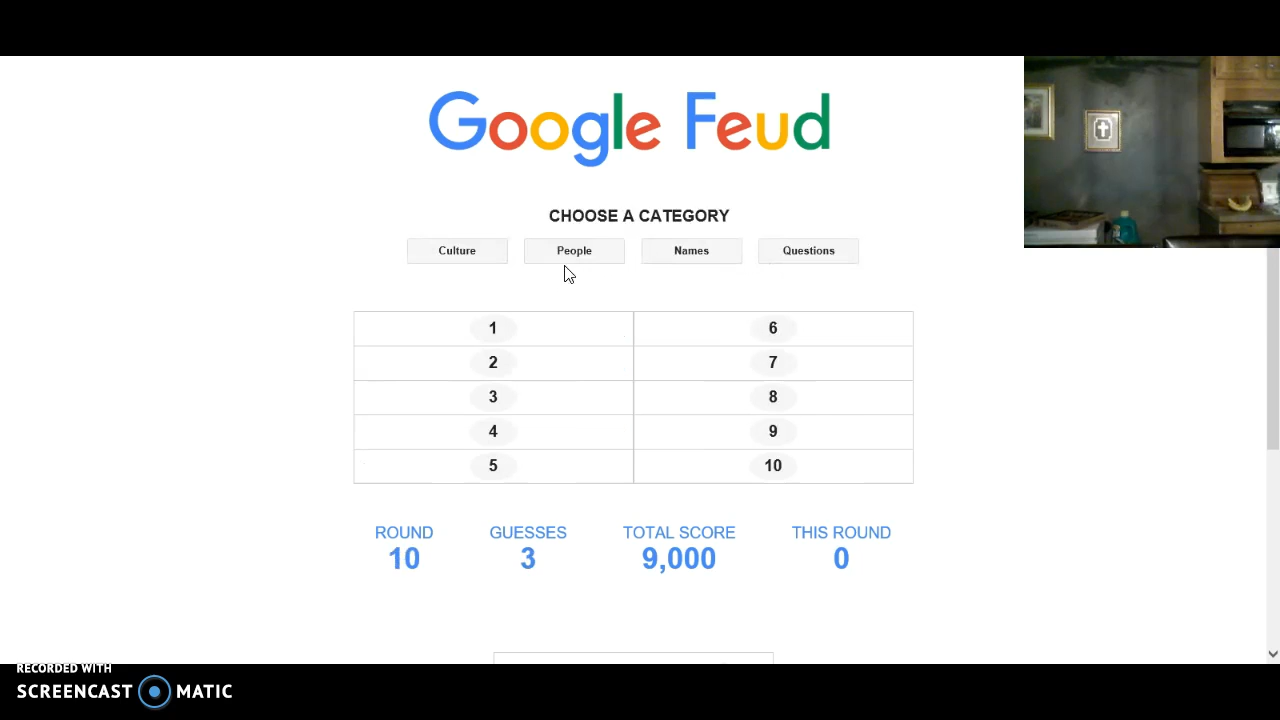 Google Feud
CHOOSE A CATEGORY
Culture People Names Questions
1 6
2 7
3 8
4 9
5 10
ROUND GUESSES TOTAL SCORE THIS ROUND
10 3 9,000 0
RECORDED WITH
SCREENCAST MATIC